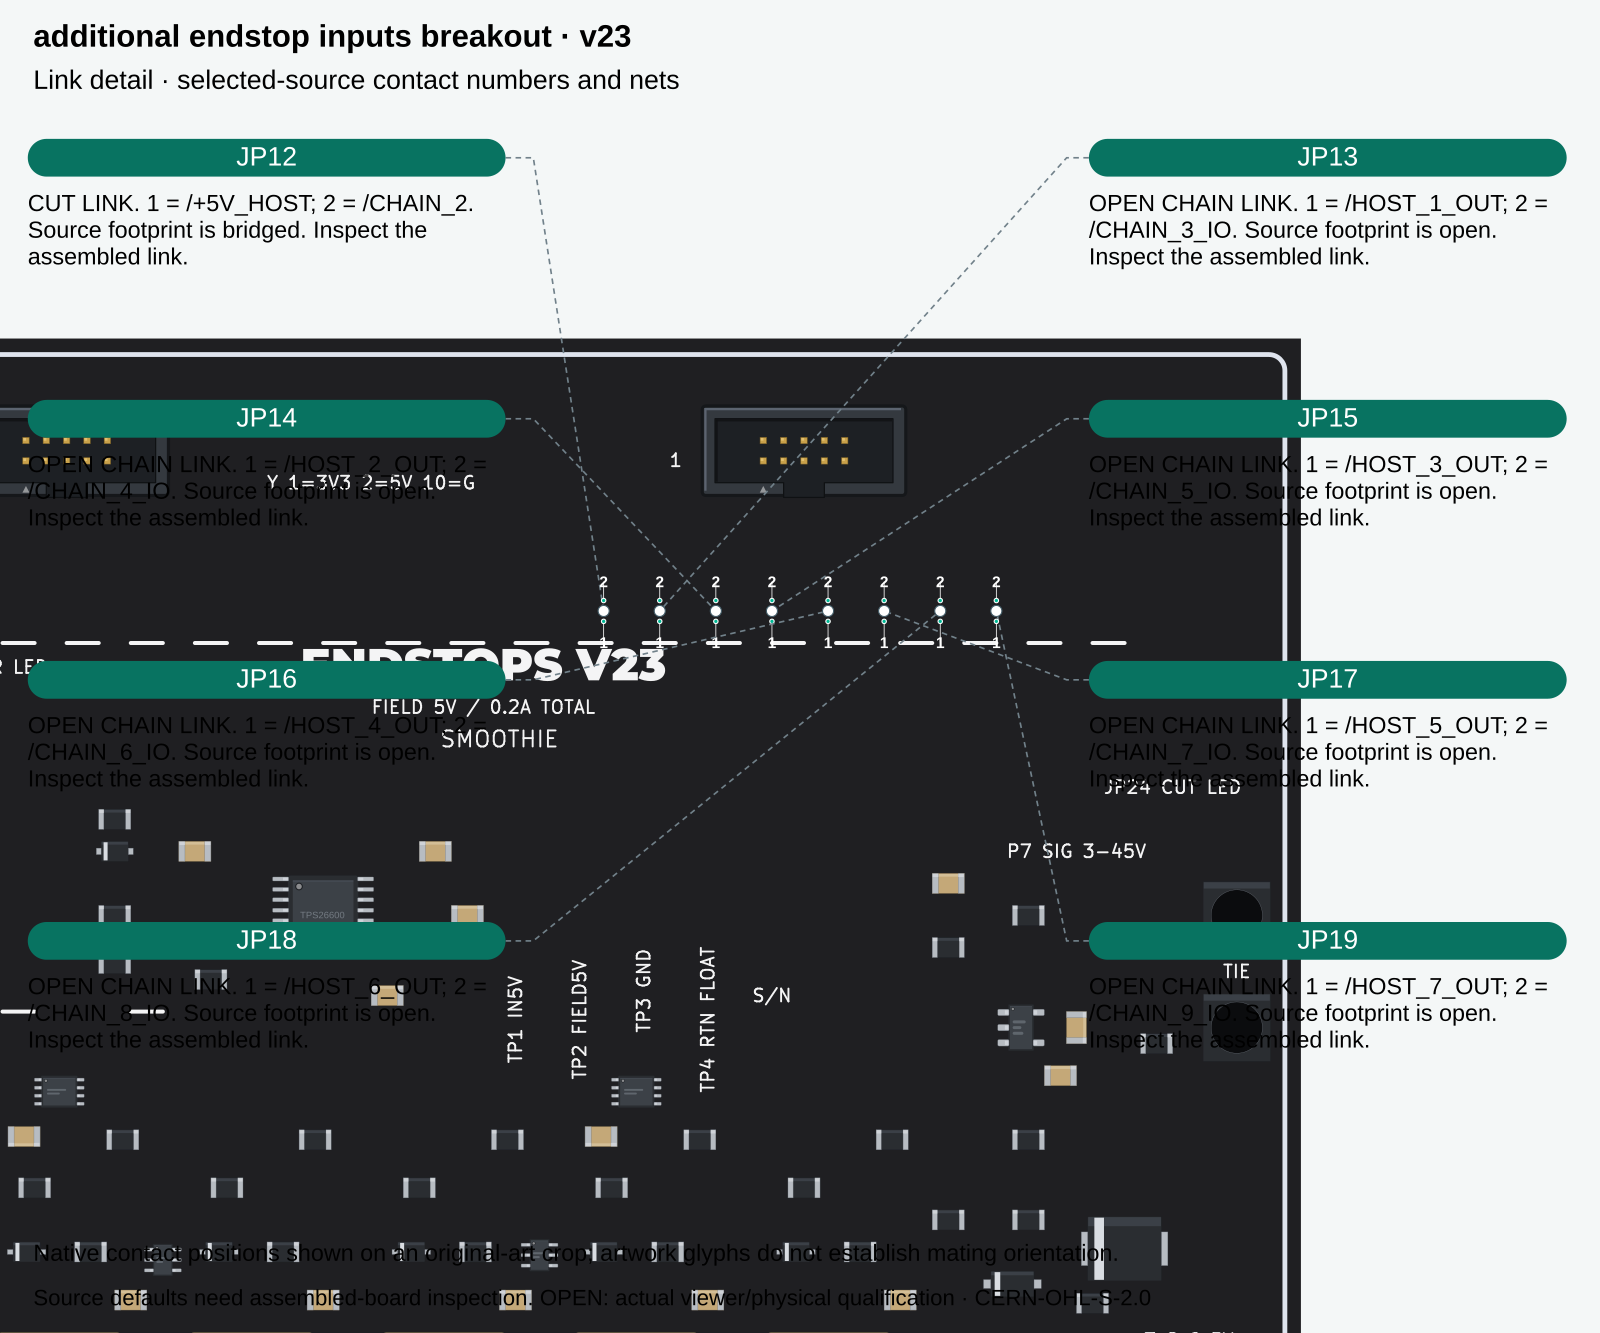 additional endstop inputs breakout · v23
Link detail · selected-source contact numbers and nets
JP12
CUT LINK. 1 = /+5V_HOST; 2 = /CHAIN_2.
Source footprint is bridged. Inspect the
assembled link.
JP13
OPEN CHAIN LINK. 1 = /HOST_1_OUT; 2 =
/CHAIN_3_IO. Source footprint is open.
Inspect the assembled link.
JP14
OPEN CHAIN LINK. 1 = /HOST_2_OUT; 2 =
/CHAIN_4_IO. Source footprint is open.
Inspect the assembled link.
Y 1=3V3 2=5V 10=G
1
JP15
OPEN CHAIN LINK. 1 = /HOST_3_OUT; 2 =
/CHAIN_5_IO. Source footprint is open.
Inspect the assembled link.
2 2 2 2 2 2 2 2
1 1 1 1 1 1 1 1
ENDSTOPS V23
LED
JP16
OPEN CHAIN LINK. 1 = /HOST_4_OUT; 2 =
/CHAIN_6_IO. Source footprint is open.
Inspect the assembled link.
FIELD 5V / 0.2A TOTAL
SMOOTHIE
JP17
OPEN CHAIN LINK. 1 = /HOST_5_OUT; 2 =
/CHAIN_7_IO. Source footprint is open.
Inspect the assembled link.
JP24 CUT LED
P7 SIG 3-45V
TPS26600
JP18
OPEN CHAIN LINK. 1 = /HOST_6_OUT; 2 =
/CHAIN_8_IO. Source footprint is open.
Inspect the assembled link.
TP1 IN5V
TP2 FIELD5V
TP3 GND
TP4 RTN FLOAT
S/N
JP19
TIE
OPEN CHAIN LINK. 1 = /HOST_7_OUT; 2 =
/CHAIN_9_IO. Source footprint is open.
Inspect the assembled link.
Native contact positions shown on an original-art crop; artwork glyphs do not establish mating orientation.
Source defaults need assembled-board inspection. OPEN: actual viewer/physical qualification · CERN-OHL-S-2.0